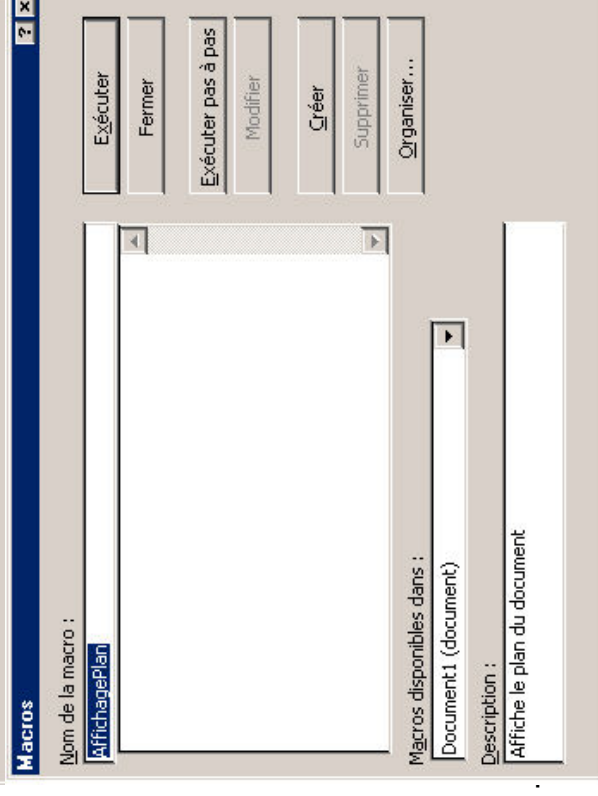 Macros
Nom de la macro :
AffichagePlan
Exécuter
Fermer
Exécuter pas à pas
Modifier
Créer
Supprimer
Organiser...
Macros disponibles dans :
Document1 (document)
Description :
Affiche le plan du document